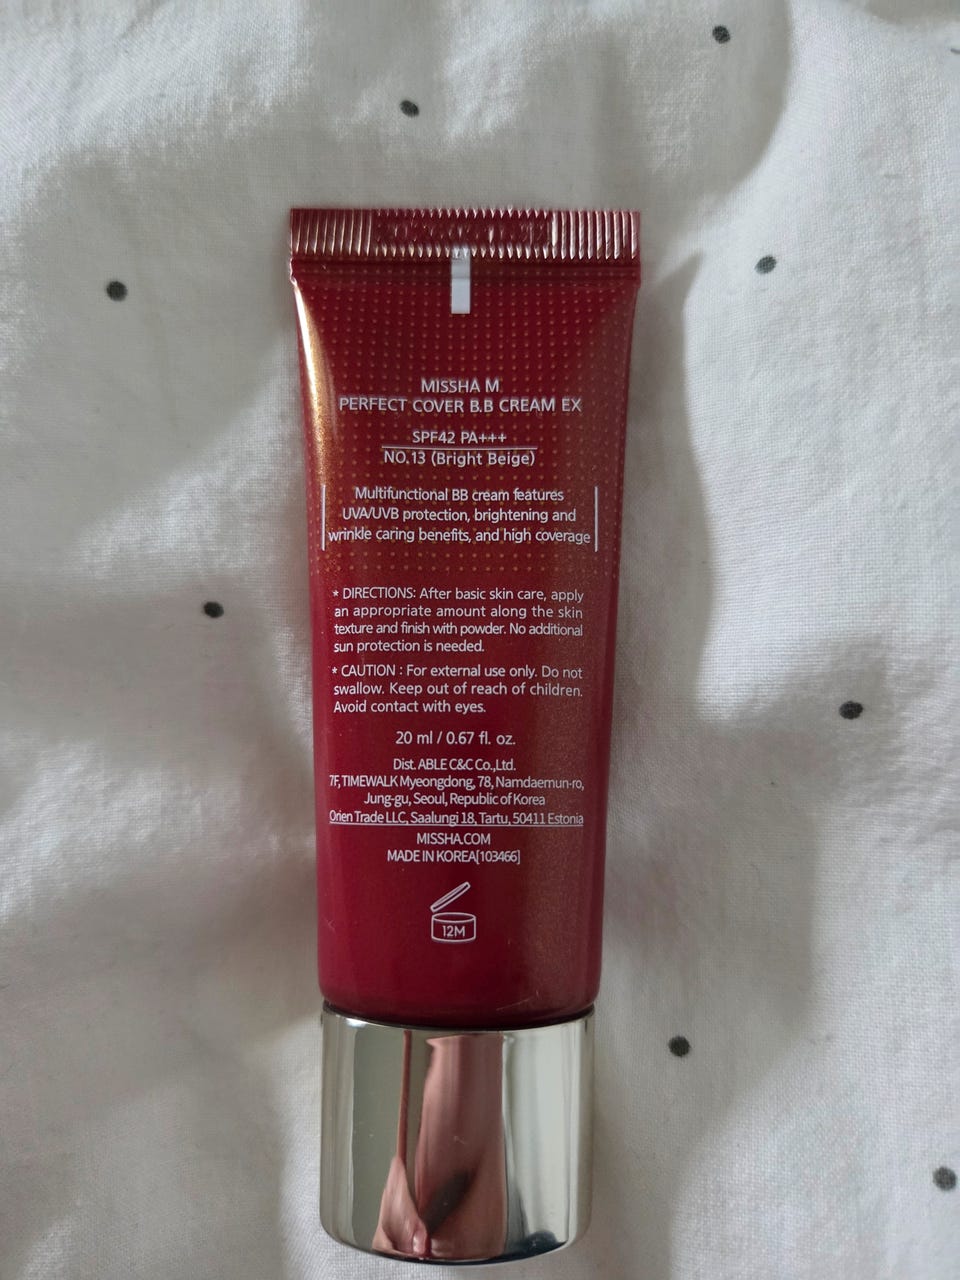 MISSHA M
PERFECT COVER B.B CREAM EX
SPF42 PA+++
NO.13 (Bright Beige)
Multifunctional BB cream features
UVA/UVB protection, brightening and
wrinkle caring benefits, and high coverage
* DIRECTIONS: After basic skin care, apply
an appropriate amount along the skin
texture and finish with powder. No additional
sun protection is needed.
* CAUTION : For external use only. Do not
swallow. Keep out of reach of children.
Avoid contact with eyes.
20 ml / 0.67 fl. oz.
Dist. ABLE C&C Co.,Ltd.
7F, TIMEWALK Myeongdong, 78, Namdaemun-ro,
Jung-gu, Seoul, Republic of Korea
Orien Trade LLC, Saalungi 18, Tartu, 50411 Estonia
MISSHA.COM
MADE IN KOREA[103466]
12M